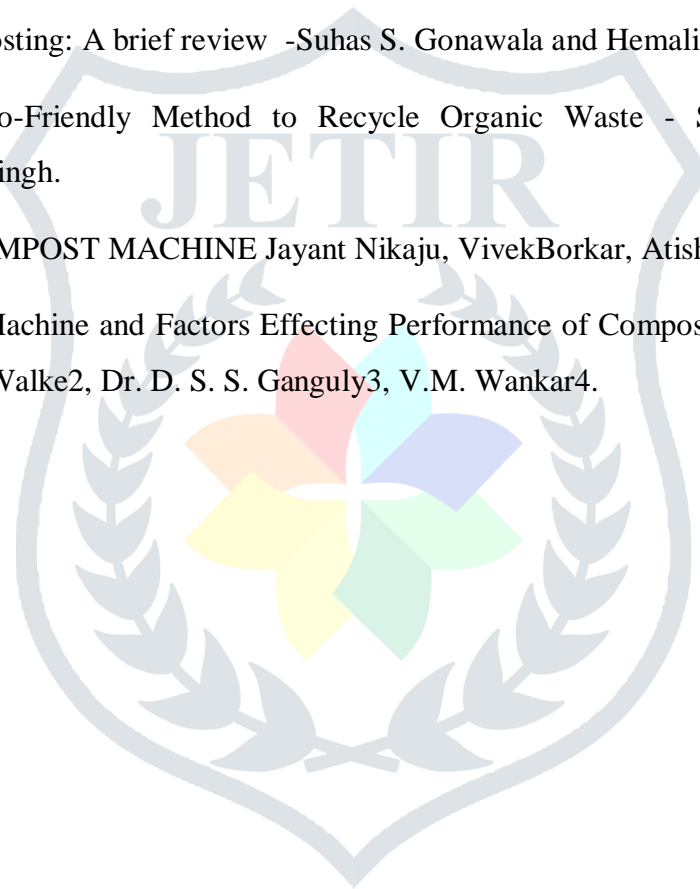 osting: A brief review -Suhas S. Gonawala and Hemali
o-Friendly Method to Recycle Organic Waste - S
ingh.
JETIR
MPOST MACHINE Jayant Nikaju, VivekBorkar, Atish
Machine and Factors Effecting Performance of Compos
Walke2, Dr. D. S. S. Ganguly3, V.M. Wankar4.